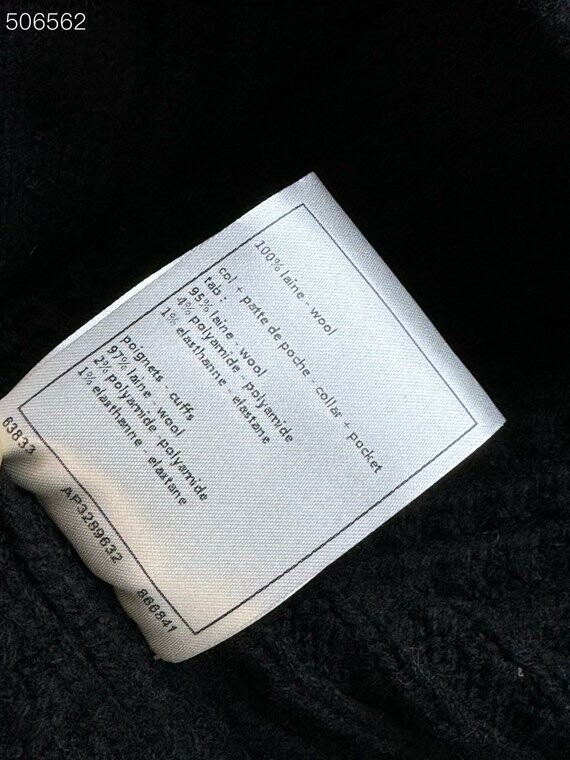 506562
100% laine - wool
col + patte de poche - collar + pocket
tab :
95% laine - wool
4% polyamide - polyamide
1% elasthanne - elastane
poignets - cuffs
97% laine - wool
2% polyamide - polyamide
1% elasthanne - elastane
63833
AP3289632
866841